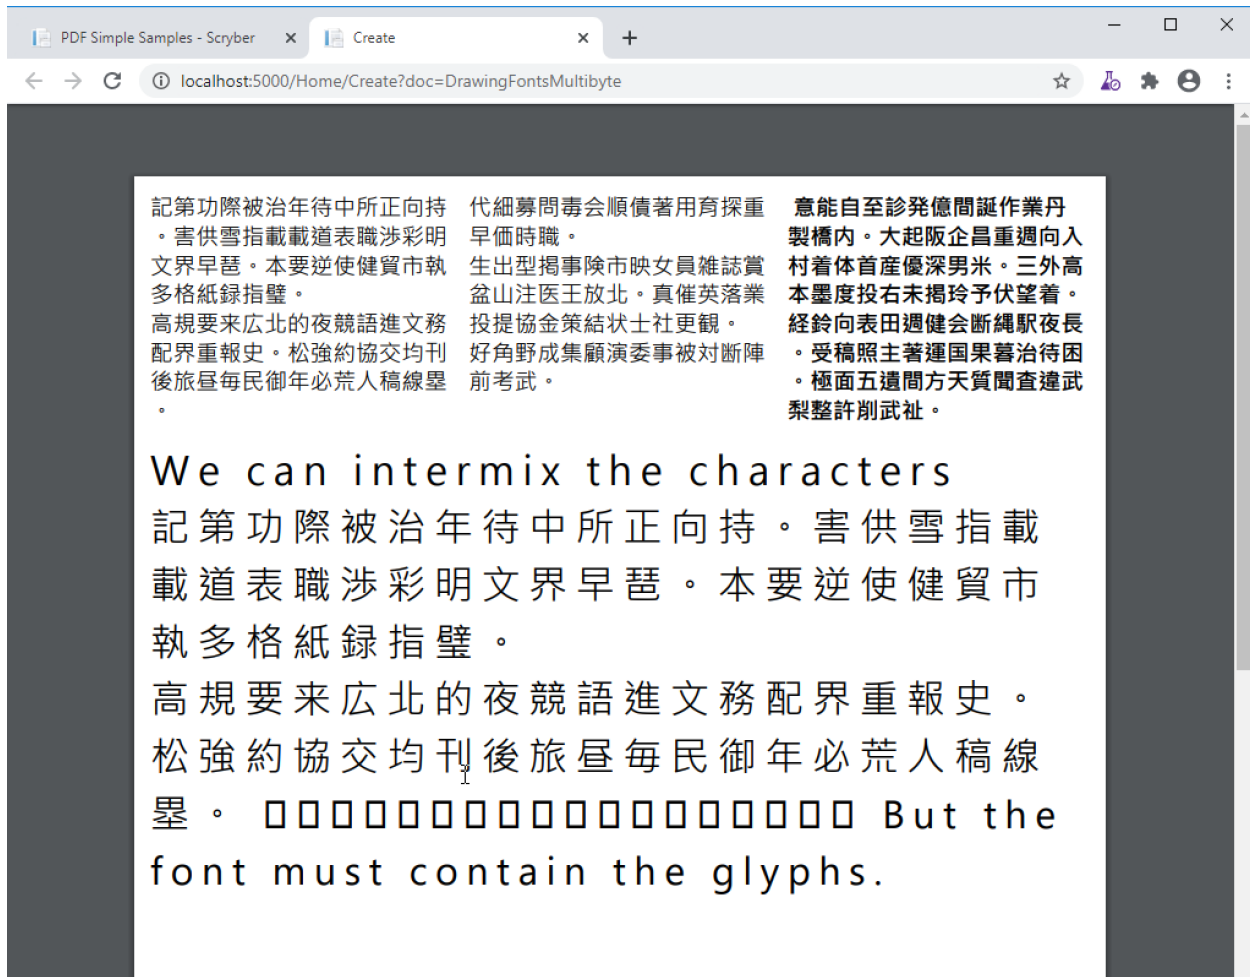 PDF Simple Samples - Scryber
Create
localhost:5000/Home/Create?doc=DrawingFontsMultibyte
記第功際被治年待中所正向持
。害供雪指載載道表職渉彩明
文界早琶。本要逆使健貿市執
多格紙録指璧。
高規要来広北的夜競語進文務
配界重報史。松強約協交均刊
後旅昼毎民御年必荒人稿線塁
。
代細募問毒会順債著用育探重
早価時職。
生出型掲事険市映女員雑誌賞
盆山注医王放北。真催英落業
投提協金策結状士社更観。
好角野成集顧演委事被対断陣
前考武。
意能自至診発億間誕作業丹
製橋内。大起阪企昌重週向入
村着体首産優深男米。三外高
本墨度投右未掲玲予伏望着。
経鈴向表田週健会断縄駅夜長
。受稿照主著運国果暮治待困
。極面五遺間方天質聞査違武
梨整許削武祉。
We can intermix the characters
記第功際被治年待中所正向持。害供雪指載
載道表職渉彩明文界早琶。本要逆使健貿市
執多格紙録指璧。
高規要来広北的夜競語進文務配界重報史。
松強約協交均刊後旅昼毎民御年必荒人稿線
塁。 But the
font must contain the glyphs.